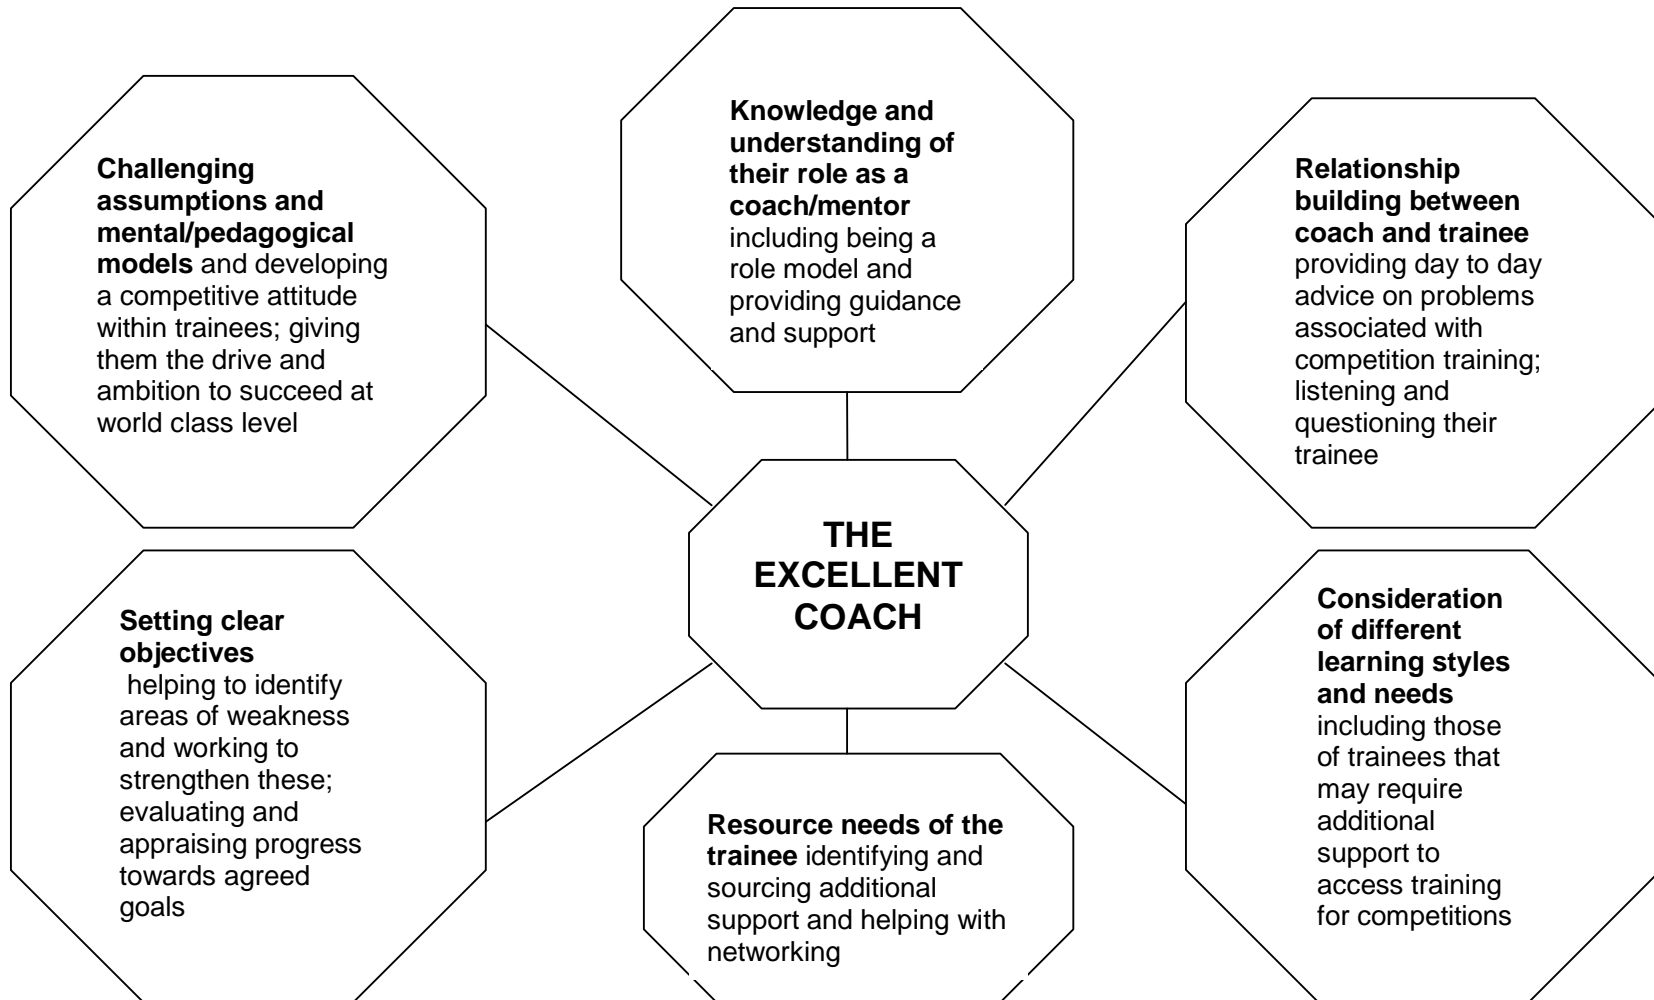 Challenging
assumptions and
mental/pedagogical
models and developing
a competitive attitude
within trainees; giving
them the drive and
ambition to succeed at
world class level
Knowledge and
understanding of
their role as a
coach/mentor
including being a
role model and
providing guidance
and support
Relationship
building between
coach and trainee
providing day to day
advice on problems
associated with
competition training;
listening and
questioning their
trainee
THE
EXCELLENT
COACH
Setting clear
objectives
helping to identify
areas of weakness
and working to
strengthen these;
evaluating and
appraising progress
towards agreed
goals
Resource needs of the
trainee identifying and
sourcing additional
support and helping with
networking
Consideration
of different
learning styles
and needs
including those
of trainees that
may require
additional
support to
access training
for competitions